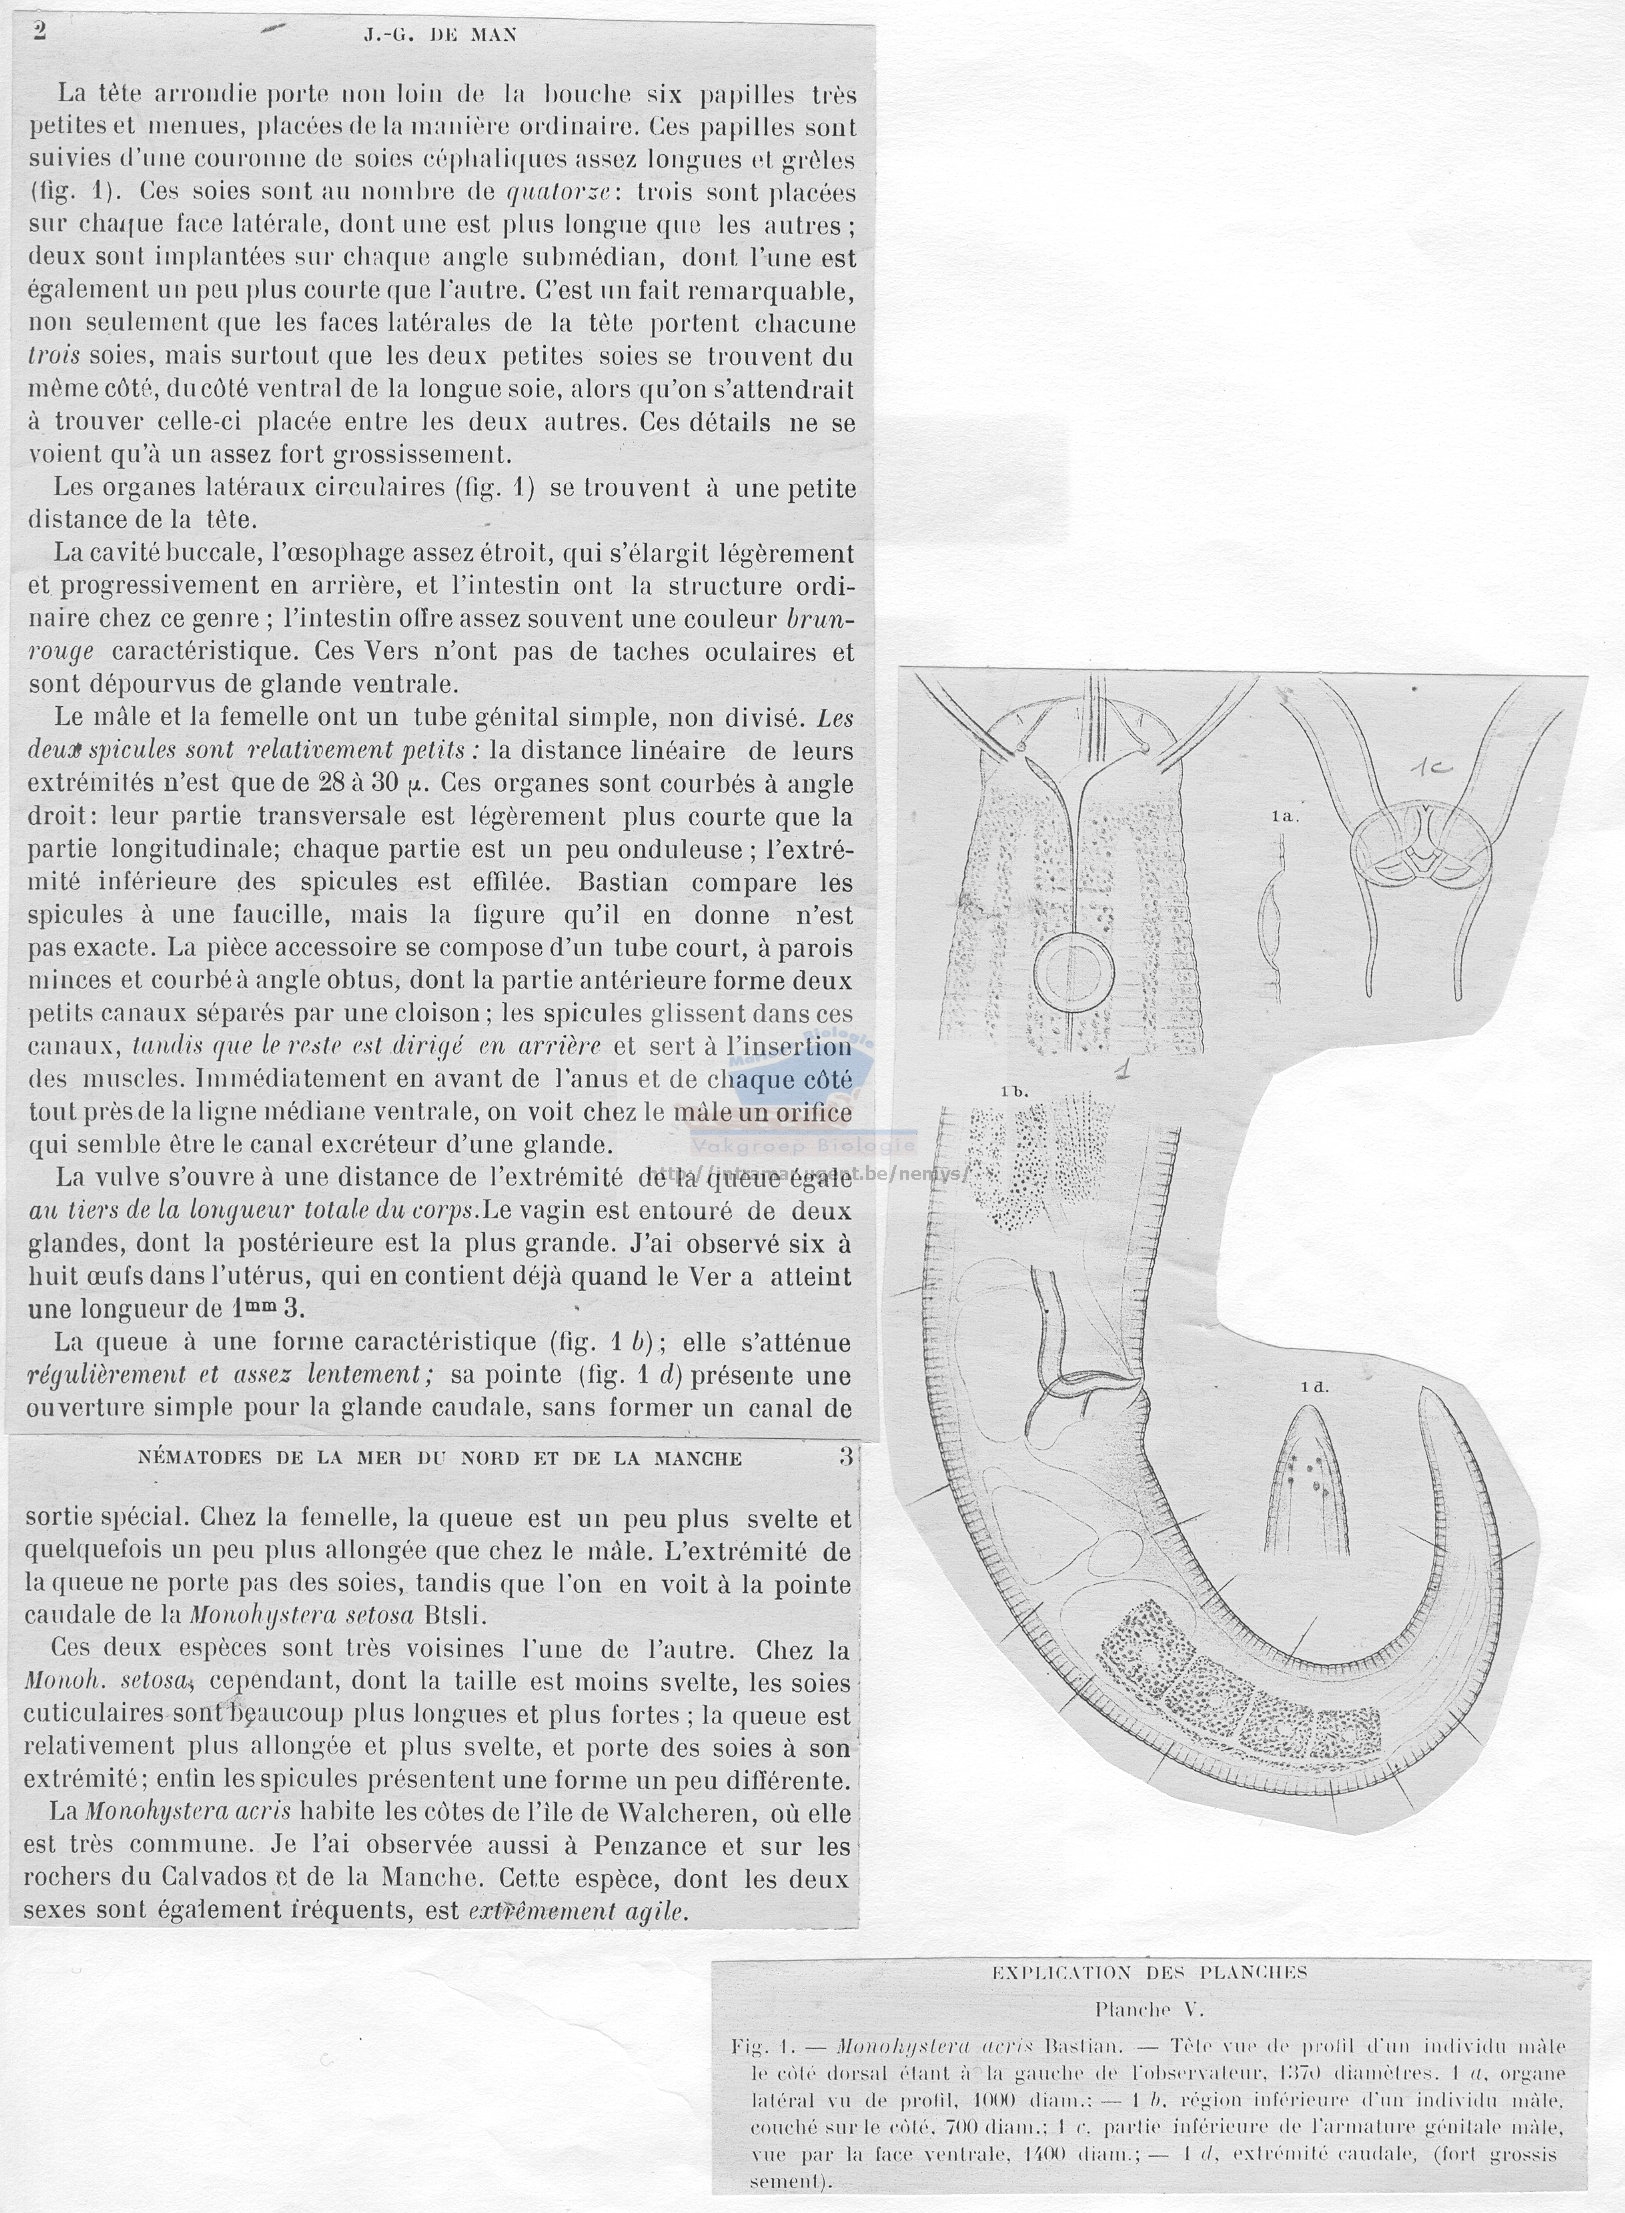 2
J.-G. DE MAN
La tête arrondie porte non loin de la bouche six papilles très
petites et menues, placées de la manière ordinaire. Ces papilles sont
suivies d'une couronne de soies céphaliques assez longues et grêles
(fig. 1). Ces soies sont au nombre de quatorze: trois sont placées
sur chaque face latérale, dont une est plus longue que les autres ;
deux sont implantées sur chaque angle submédian, dont l'une est
également un peu plus courte que l'autre. C'est un fait remarquable,
non seulement que les faces latérales de la tête portent chacune
trois soies, mais surtout que les deux petites soies se trouvent du
même côté, du côté ventral de la longue soie, alors qu'on s'attendrait
à trouver celle-ci placée entre les deux autres. Ces détails ne se
voient qu'à un assez fort grossissement.
Les organes latéraux circulaires (fig. 1) se trouvent à une petite
distance de la tête.
La cavité buccale, l'œsophage assez étroit, qui s'élargit légèrement
et progressivement en arrière, et l'intestin ont la structure ordi-
naire chez ce genre ; l'intestin offre assez souvent une couleur brun-
rouge caractéristique. Ces Vers n'ont pas de taches oculaires et
sont dépourvus de glande ventrale.
Le mâle et la femelle ont un tube génital simple, non divisé. Les
deux spicules sont relativement petits : la distance linéaire de leurs
extrémités n'est que de 28 à 30 µ. Ces organes sont courbés à angle
droit: leur partie transversale est légèrement plus courte que la
partie longitudinale; chaque partie est un peu onduleuse ; l'extré-
mité inférieure des spicules est effilée. Bastian compare les
spicules à une faucille, mais la figure qu'il en donne n'est
pas exacte. La pièce accessoire se compose d'un tube court, à parois
minces et courbé à angle obtus, dont la partie antérieure forme deux
petits canaux séparés par une cloison ; les spicules glissent dans ces
canaux, tandis que le reste est dirigé en arrière et sert à l'insertion
des muscles. Immédiatement en avant de l'anus et de chaque côté
tout près de la ligne médiane ventrale, on voit chez le mâle un orifice
qui semble être le canal excréteur d'une glande.
La vulve s'ouvre à une distance de l'extrémité de la queue égale
au tiers de la longueur totale du corps. Le vagin est entouré de deux
glandes, dont la postérieure est la plus grande. J'ai observé six à
huit œufs dans l'utérus, qui en contient déjà quand le Ver a atteint
une longueur de 1mm 3.
La queue à une forme caractéristique (fig. 1 b) ; elle s'atténue
régulièrement et assez lentement ; sa pointe (fig. 1 d) présente une
ouverture simple pour la glande caudale, sans former un canal de
NÉMATODES DE LA MER DU NORD ET DE LA MANCHE 3
sortie spécial. Chez la femelle, la queue est un peu plus svelte et
quelquefois un peu plus allongée que chez le mâle. L'extrémité de
la queue ne porte pas des soies, tandis que l'on en voit à la pointe
caudale de la Monohystera setosa Btsli.
Ces deux espèces sont très voisines l'une de l'autre. Chez la
Monoh. setosa, cependant, dont la taille est moins svelte, les soies
cuticulaires sont beaucoup plus longues et plus fortes ; la queue est
relativement plus allongée et plus svelte, et porte des soies à son
extrémité ; enfin les spicules présentent une forme un peu différente.
La Monohystera acris habite les côtes de l'île de Walcheren, où elle
est très commune. Je l'ai observée aussi à Penzance et sur les
rochers du Calvados et de la Manche. Cette espèce, dont les deux
sexes sont également fréquents, est extrêmement agile.
1c
1a.
1
1b.
1d.
Mariene Biologie
Vakgroep Biologie
http://intramar.ugent.be/nemys/
EXPLICATION DES PLANCHES
Planche V.
Fig. 1. — Monohystera acris Bastian. — Tête vue de profil d'un individu mâle
le côté dorsal étant à la gauche de l'observateur, 1370 diamètres. 1 a, organe
latéral vu de profil, 1000 diam.; — 1 b, région inférieure d'un individu mâle,
couché sur le côté, 700 diam.; 1 c, partie inférieure de l'armature génitale mâle,
vue par la face ventrale, 1400 diam.; — 1 d, extrémité caudale, (fort grossis
sement).